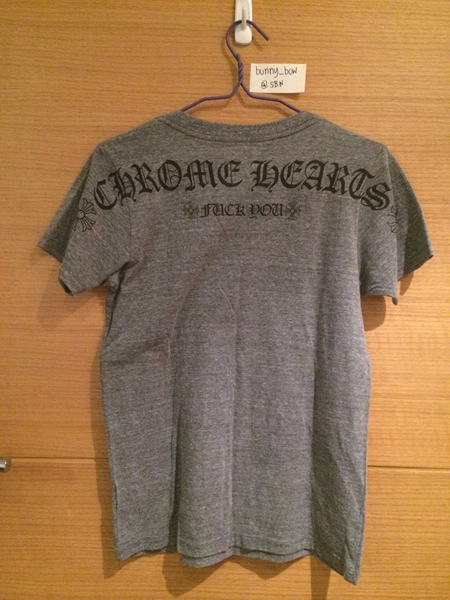 bunny_bow
@ SBN
CHROME HEARTS
FUCK YOU